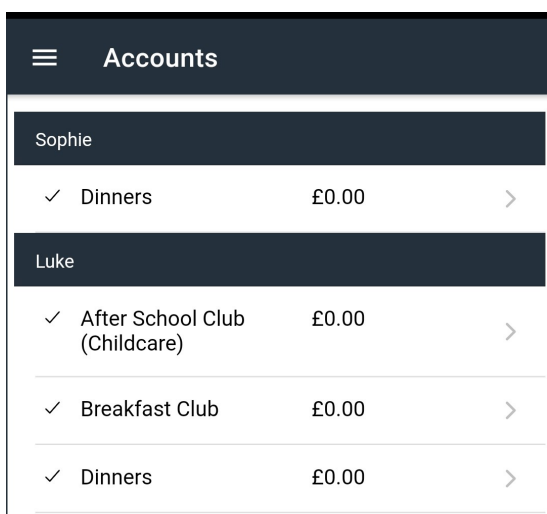 Accounts
Sophie
Dinners £0.00
Luke
After School Club £0.00
(Childcare)
Breakfast Club £0.00
Dinners £0.00